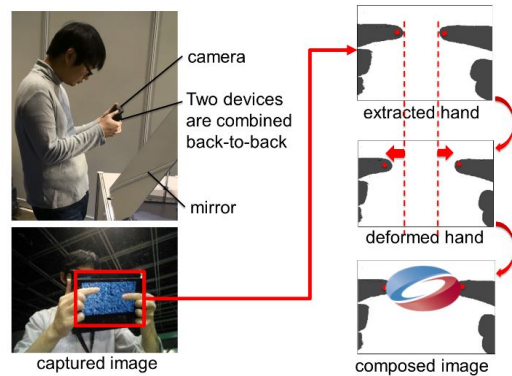 camera
Two devices
are combined
back-to-back
mirror
captured image
extracted hand
deformed hand
composed image